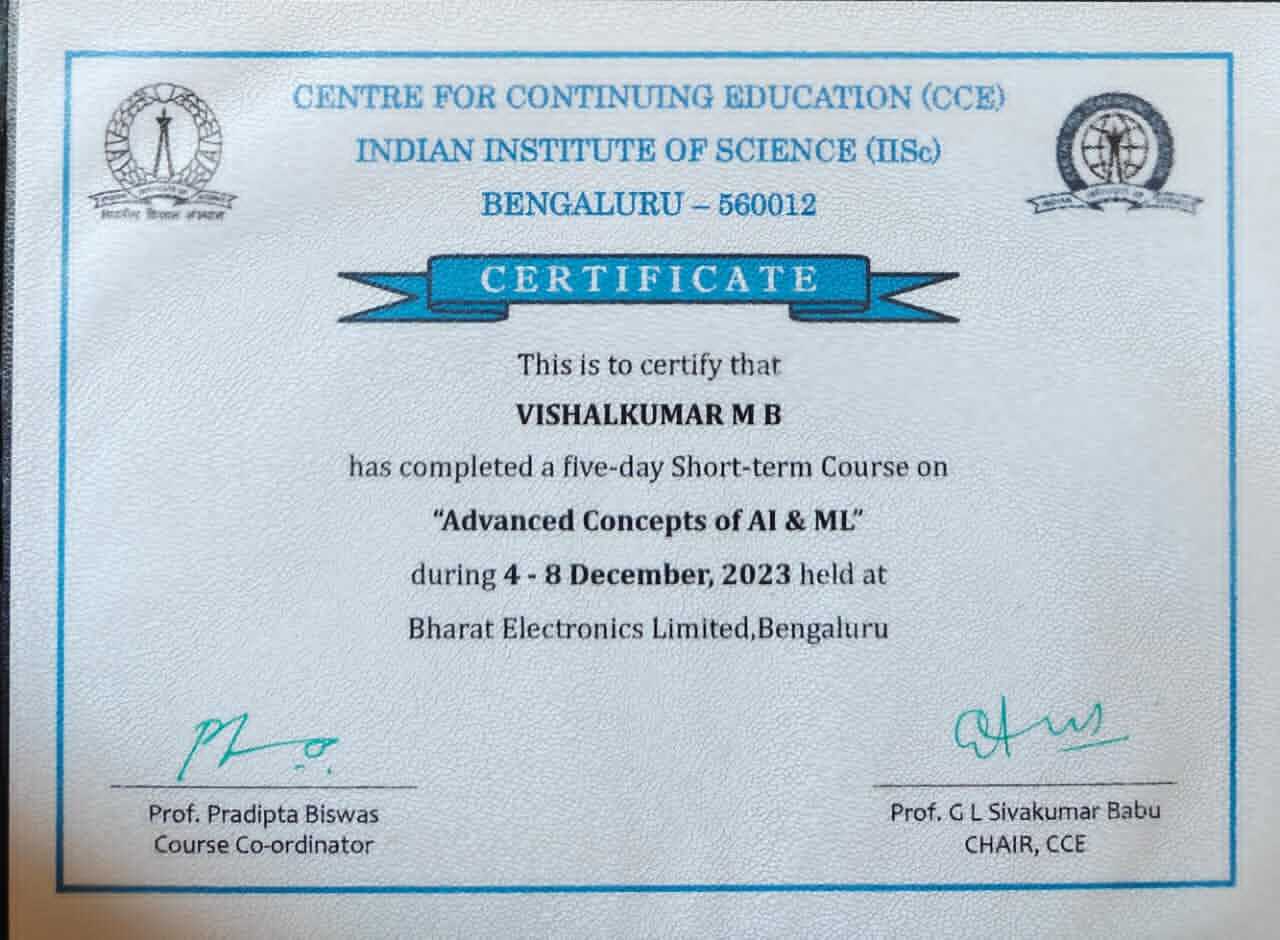 CENTRE FOR CONTINUING EDUCATION (CCE)
INDIAN INSTITUTE OF SCIENCE (IISc)
BENGALURU – 560012
भारतीय विज्ञान संस्थान
CERTIFICATE
This is to certify that
VISHALKUMAR M B
has completed a five-day Short-term Course on
“Advanced Concepts of AI & ML”
during 4 - 8 December, 2023 held at
Bharat Electronics Limited,Bengaluru
Prof. Pradipta Biswas
Course Co-ordinator
Prof. G L Sivakumar Babu
CHAIR, CCE